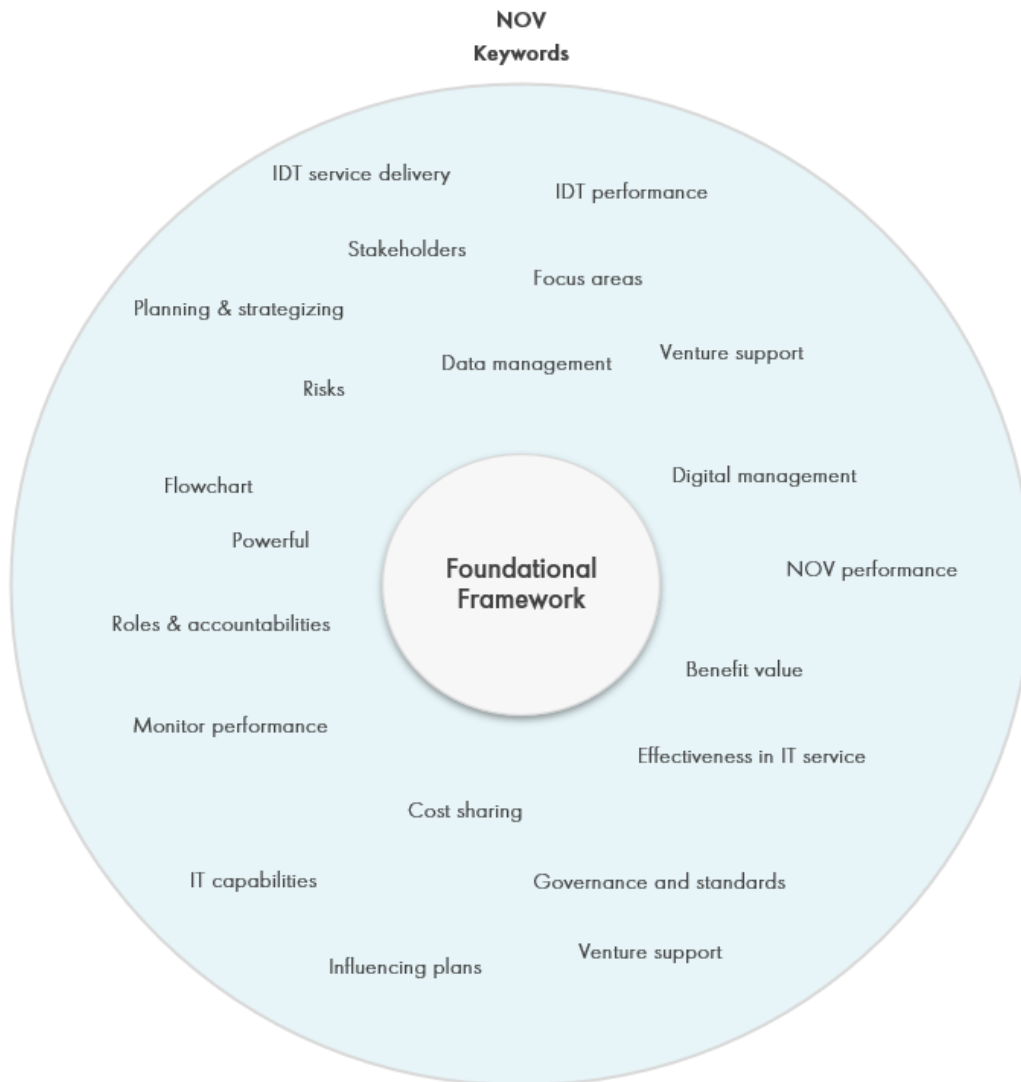 NOV
Keywords
IDT service delivery
IDT performance
Stakeholders
Focus areas
Planning & strategizing
Venture support
Data management
Risks
Digital management
Flowchart
Powerful
Foundational
Framework
NOV performance
Roles & accountabilities
Benefit value
Monitor performance
Effectiveness in IT service
Cost sharing
IT capabilities
Governance and standards
Venture support
Influencing plans